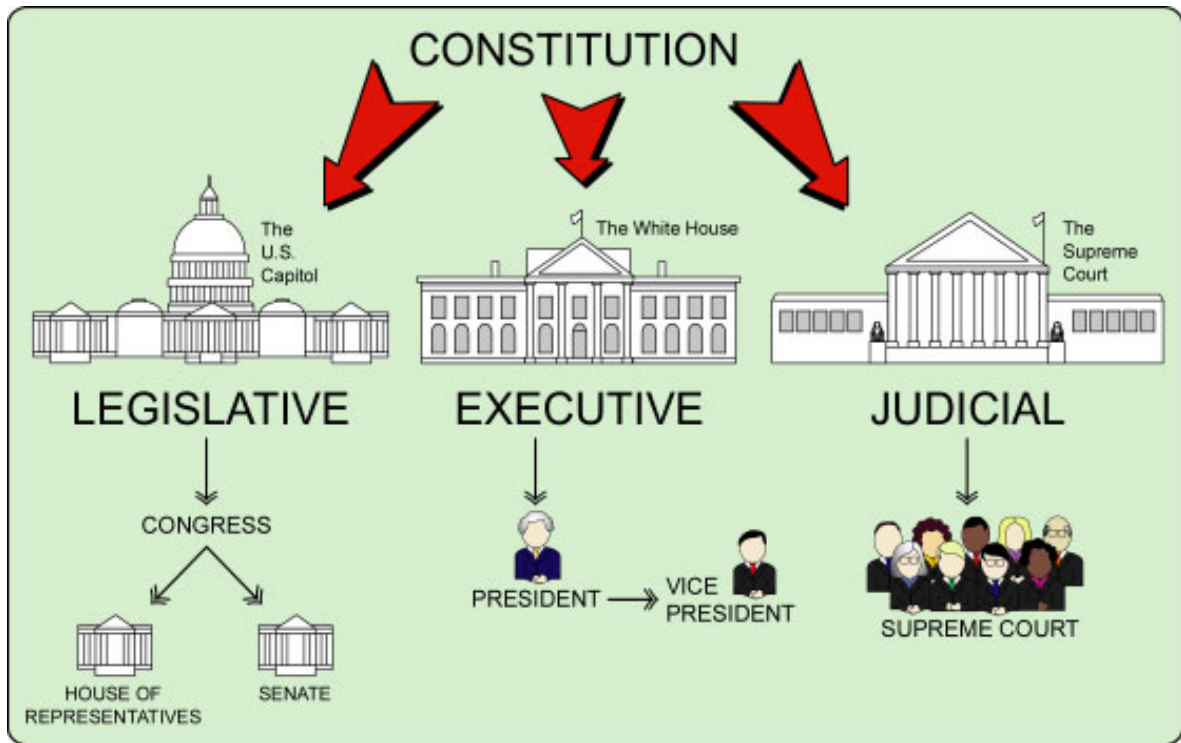 CONSTITUTION
The
U.S.
Capitol
The White House
The
Supreme
Court
LEGISLATIVE
EXECUTIVE
JUDICIAL
CONGRESS
PRESIDENT
VICE
PRESIDENT
SUPREME COURT
HOUSE OF
REPRESENTATIVES
SENATE